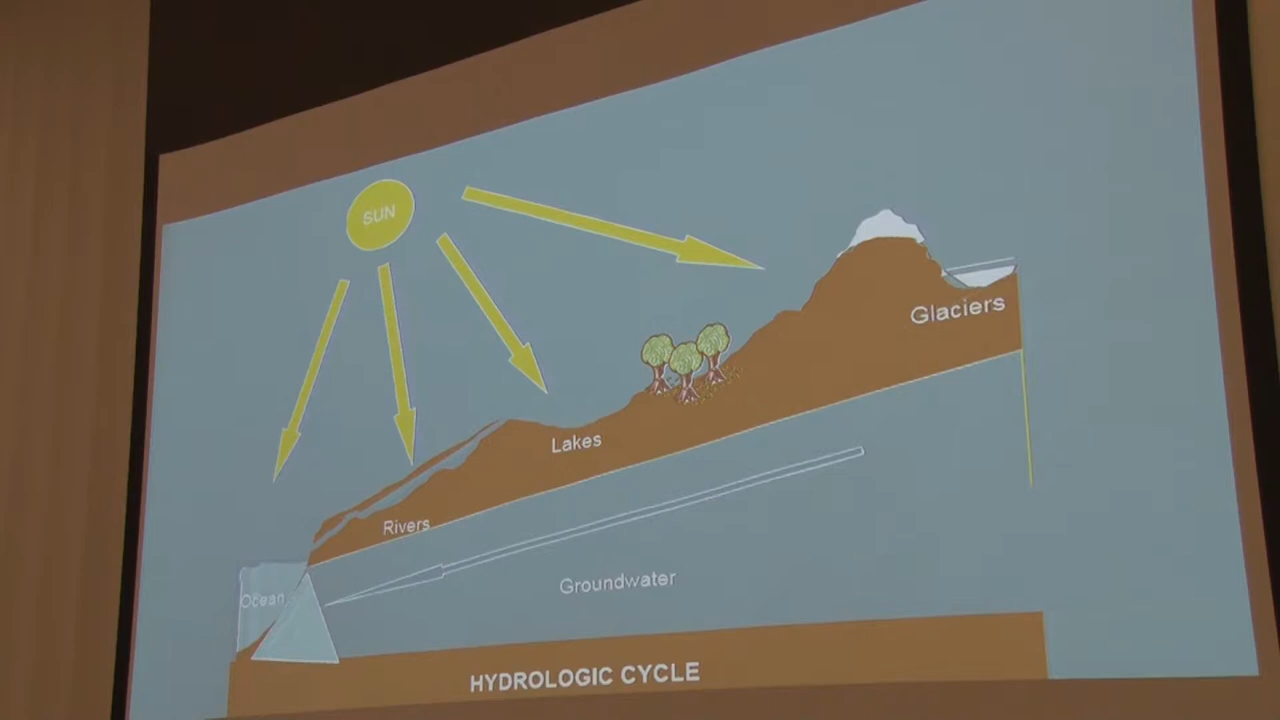 SUN
Glaciers
Lakes
Rivers
Groundwater
Ocean
HYDROLOGIC CYCLE